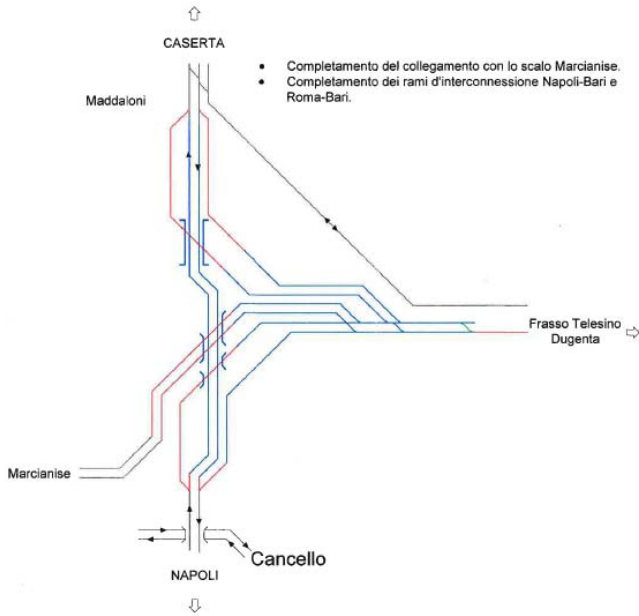 CASERTA
• Completamento del collegamento con lo scalo Marcianise.
• Completamento dei rami d'interconnessione Napoli-Bari e
Roma-Bari.
Maddaloni
Frasso Telesino
Dugenta
Marcianise
Cancello
NAPOLI